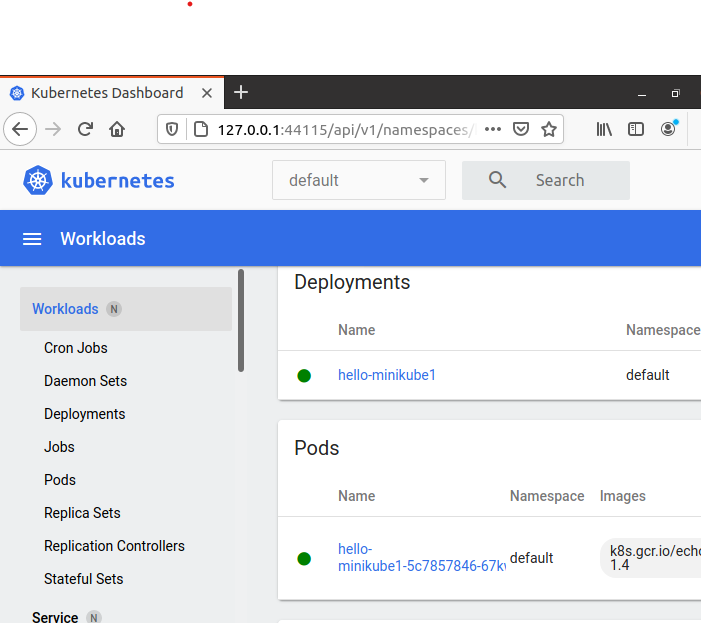 Kubernetes Dashboard
127.0.0.1:44115/api/v1/namespaces/
kubernetes
default
Search
Workloads
Workloads N
Cron Jobs
Daemon Sets
Deployments
Jobs
Pods
Replica Sets
Replication Controllers
Stateful Sets
Service N
Deployments
Name Namespace
hello-minikube1 default
Pods
Name Namespace Images
hello-
minikube1-5c7857846-67k default k8s.gcr.io/echo
1.4